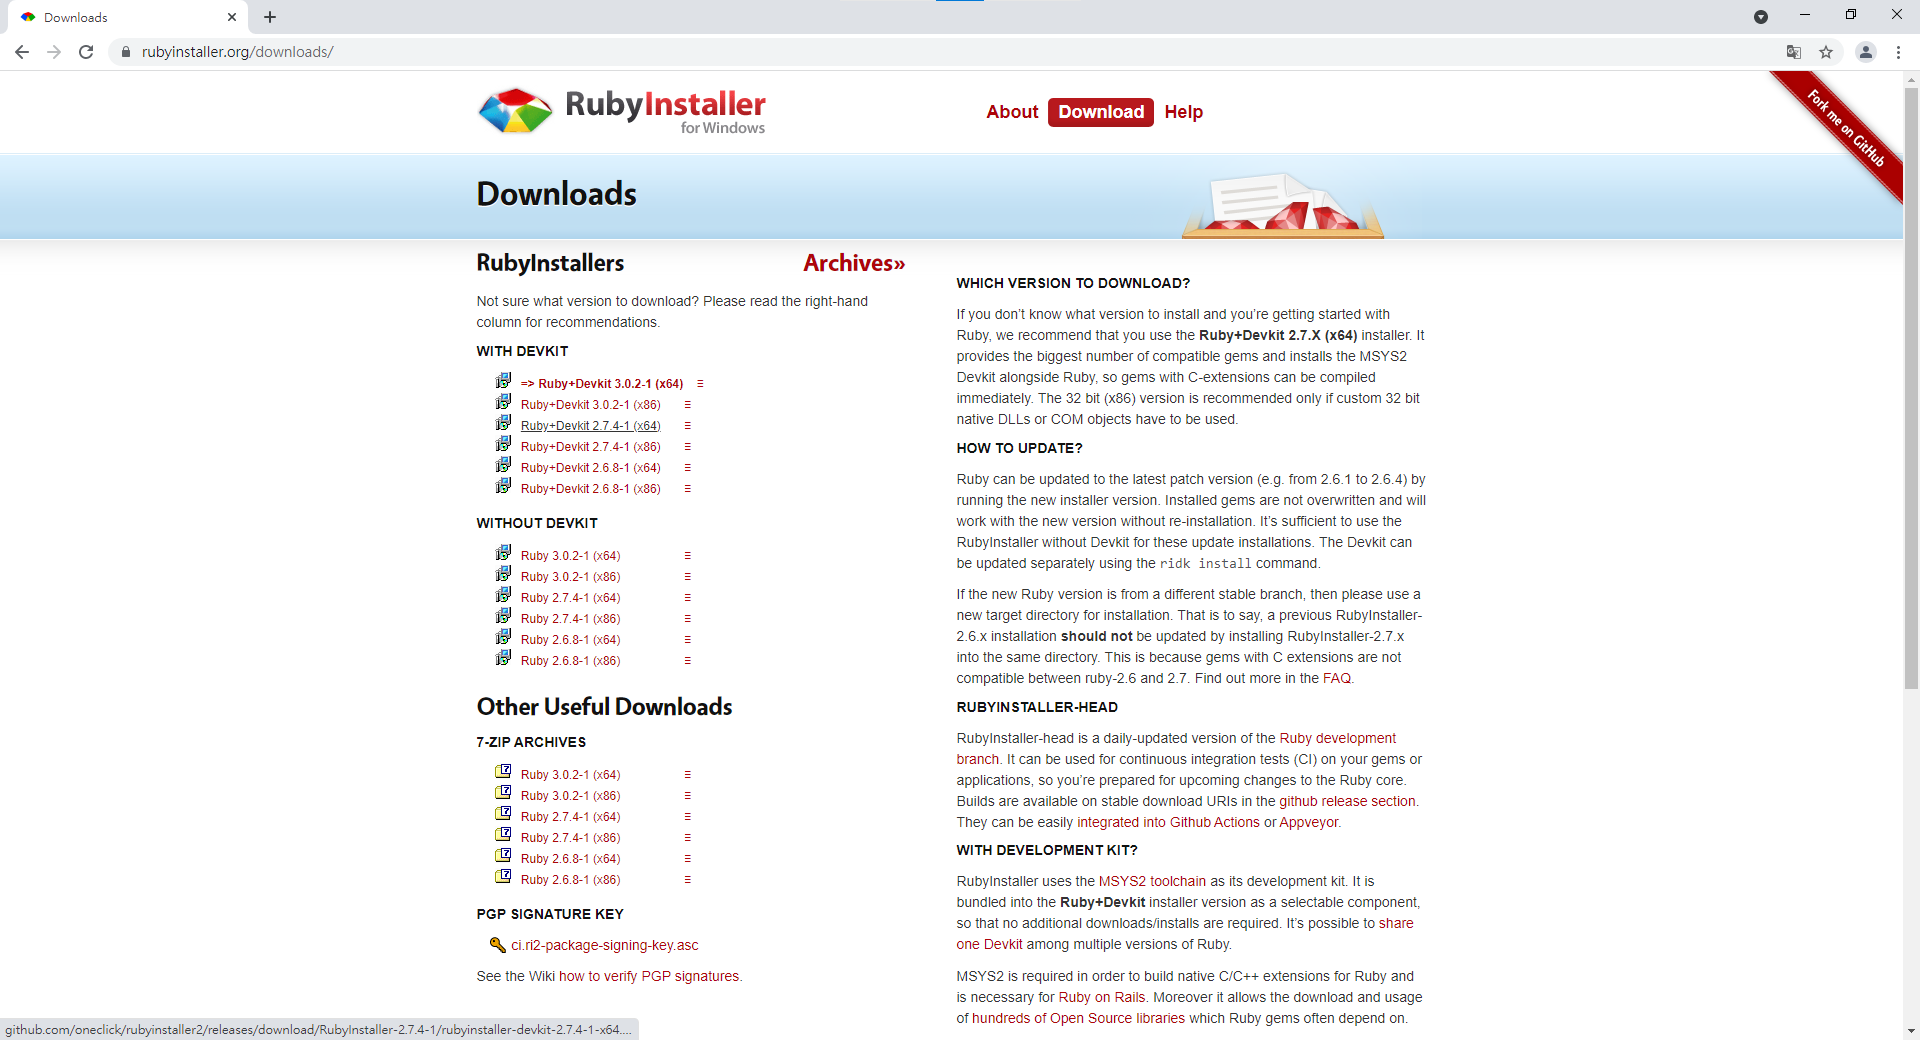 Downloads
rubyinstaller.org/downloads/
RubyInstaller
for Windows
About Download Help
Fork me on GitHub
Downloads
RubyInstallers
Archives»
Not sure what version to download? Please read the right-hand
column for recommendations.
WITH DEVKIT
=> Ruby+Devkit 3.0.2-1 (x64)
Ruby+Devkit 3.0.2-1 (x86)
Ruby+Devkit 2.7.4-1 (x64)
Ruby+Devkit 2.7.4-1 (x86)
Ruby+Devkit 2.6.8-1 (x64)
Ruby+Devkit 2.6.8-1 (x86)
WITHOUT DEVKIT
Ruby 3.0.2-1 (x64)
Ruby 3.0.2-1 (x86)
Ruby 2.7.4-1 (x64)
Ruby 2.7.4-1 (x86)
Ruby 2.6.8-1 (x64)
Ruby 2.6.8-1 (x86)
Other Useful Downloads
7-ZIP ARCHIVES
Ruby 3.0.2-1 (x64)
Ruby 3.0.2-1 (x86)
Ruby 2.7.4-1 (x64)
Ruby 2.7.4-1 (x86)
Ruby 2.6.8-1 (x64)
Ruby 2.6.8-1 (x86)
PGP SIGNATURE KEY
ci.ri2-package-signing-key.asc
See the Wiki how to verify PGP signatures.
WHICH VERSION TO DOWNLOAD?
If you don’t know what version to install and you’re getting started with
Ruby, we recommend that you use the Ruby+Devkit 2.7.X (x64) installer. It
provides the biggest number of compatible gems and installs the MSYS2
Devkit alongside Ruby, so gems with C-extensions can be compiled
immediately. The 32 bit (x86) version is recommended only if custom 32 bit
native DLLs or COM objects have to be used.
HOW TO UPDATE?
Ruby can be updated to the latest patch version (e.g. from 2.6.1 to 2.6.4) by
running the new installer version. Installed gems are not overwritten and will
work with the new version without re-installation. It’s sufficient to use the
RubyInstaller without Devkit for these update installations. The Devkit can
be updated separately using the ridk install command.
If the new Ruby version is from a different stable branch, then please use a
new target directory for installation. That is to say, a previous RubyInstaller-
2.6.x installation should not be updated by installing RubyInstaller-2.7.x
into the same directory. This is because gems with C extensions are not
compatible between ruby-2.6 and 2.7. Find out more in the FAQ.
RUBYINSTALLER-HEAD
RubyInstaller-head is a daily-updated version of the Ruby development
branch. It can be used for continuous integration tests (CI) on your gems or
applications, so you’re prepared for upcoming changes to the Ruby core.
Builds are available on stable download URIs in the github release section.
They can be easily integrated into Github Actions or Appveyor.
WITH DEVELOPMENT KIT?
RubyInstaller uses the MSYS2 toolchain as its development kit. It is
bundled into the Ruby+Devkit installer version as a selectable component,
so that no additional downloads/installs are required. It’s possible to share
one Devkit among multiple versions of Ruby.
MSYS2 is required in order to build native C/C++ extensions for Ruby and
is necessary for Ruby on Rails. Moreover it allows the download and usage
of hundreds of Open Source libraries which Ruby gems often depend on.
github.com/oneclick/rubyinstaller2/releases/download/RubyInstaller-2.7.4-1/rubyinstaller-devkit-2.7.4-1-x64....